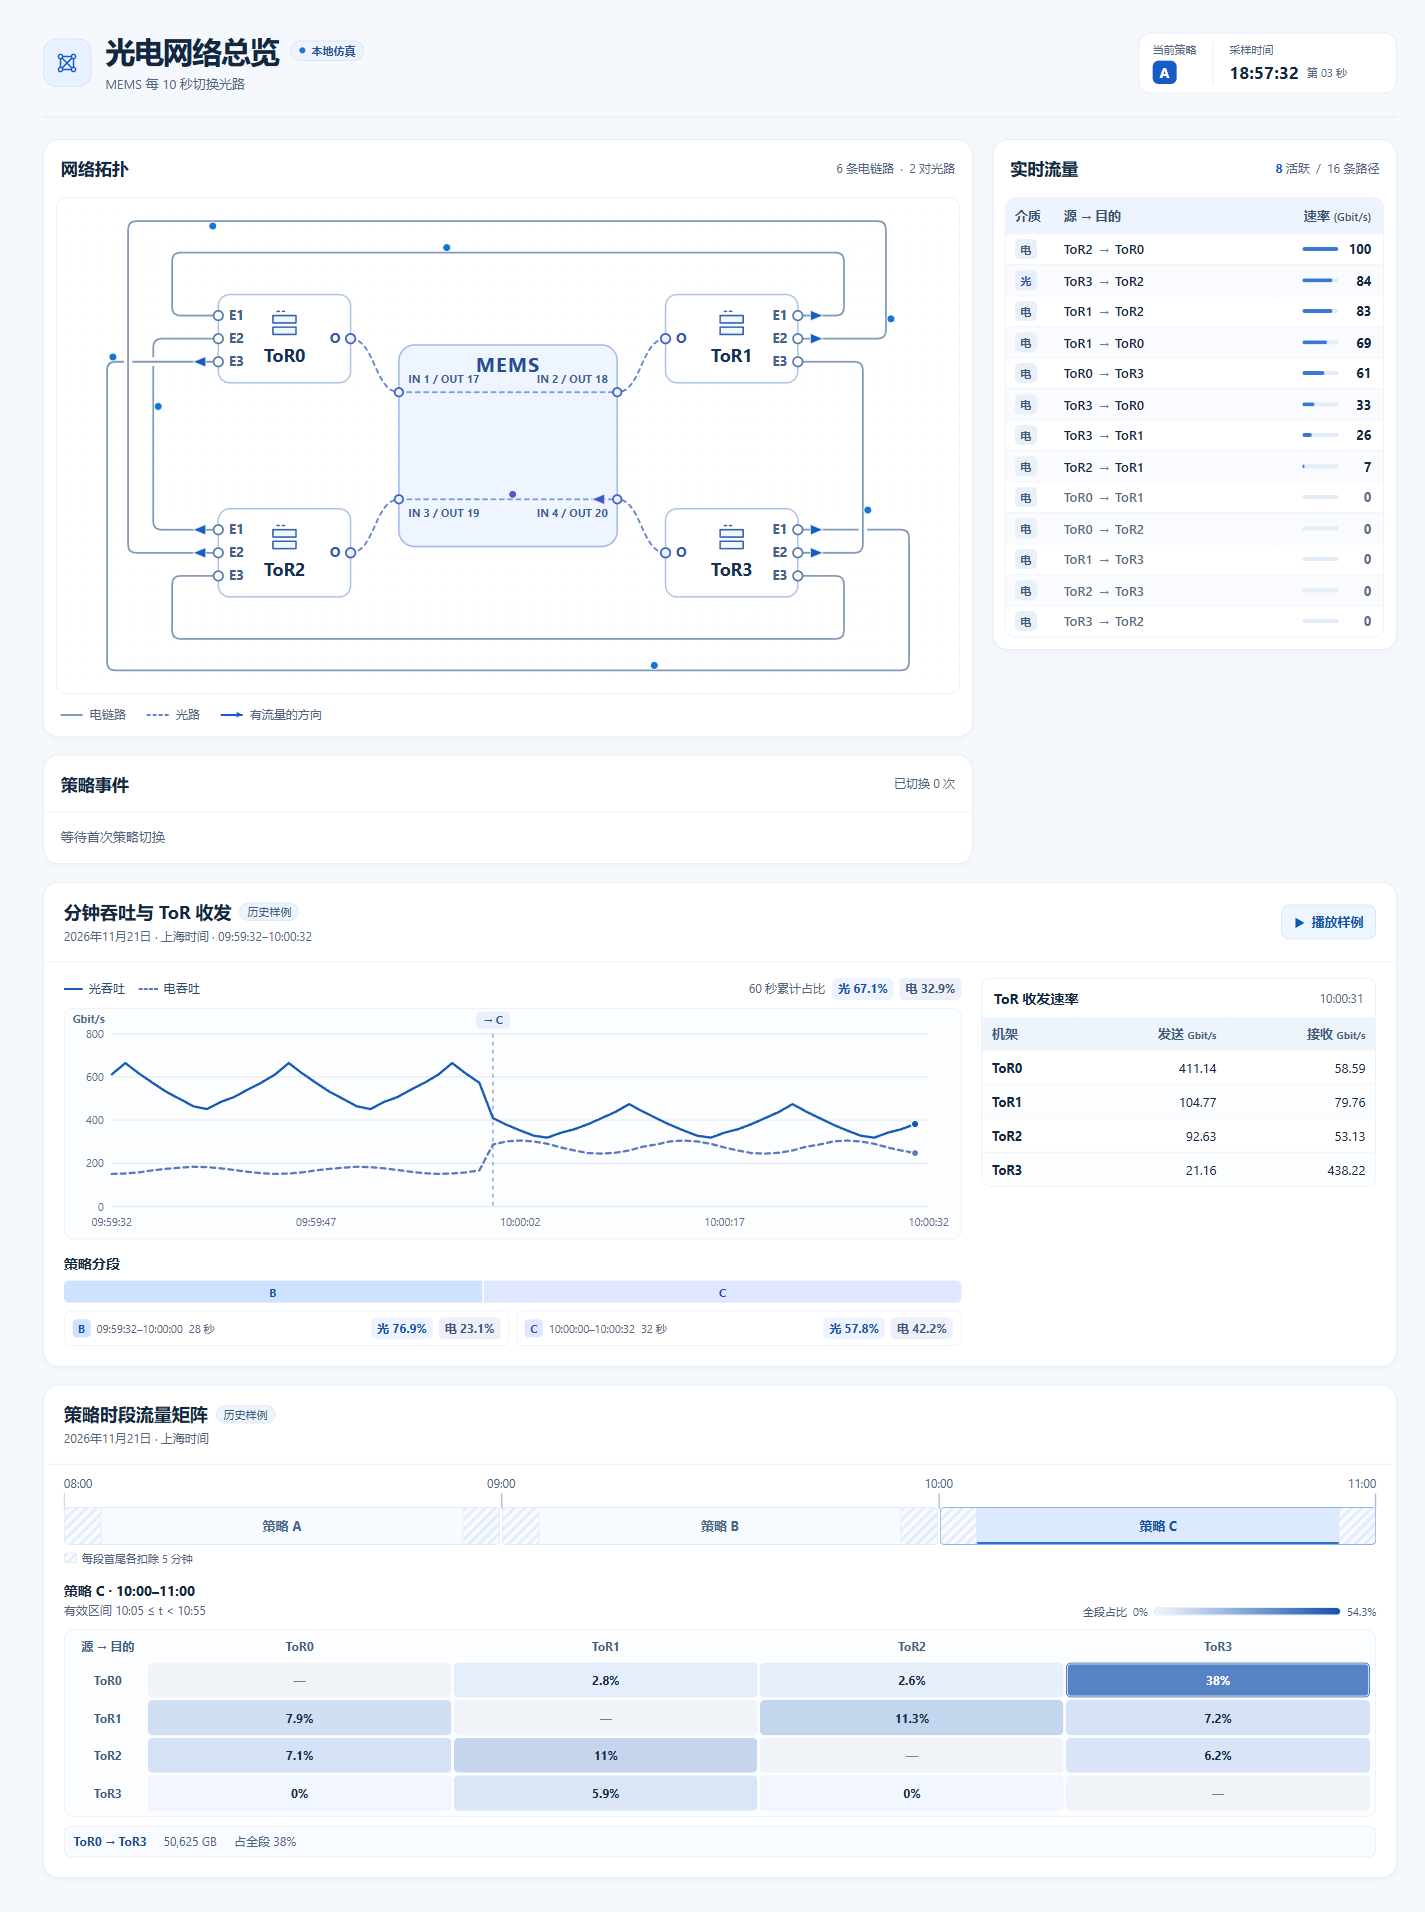 光电网络总览 本地仿真
MEMS 每 10 秒切换光路
当前策略 采样时间
A 18:57:32 第 03 秒
网络拓扑 6 条电链路 · 2 对光路
E1 ToR0 E2 E3 O
E1 ToR1 E2 E3 O
MEMS
IN 1 / OUT 17 IN 2 / OUT 18
IN 3 / OUT 19 IN 4 / OUT 20
E1 ToR2 E2 E3 O
E1 ToR3 E2 E3 O
电链路 光路 有流量的方向
实时流量 8 活跃 / 16 条路径
介质 源 → 目的 速率 (Gbit/s)
电 ToR2 → ToR0 100
光 ToR3 → ToR2 84
电 ToR1 → ToR2 83
电 ToR1 → ToR0 69
电 ToR0 → ToR3 61
电 ToR3 → ToR0 33
电 ToR3 → ToR1 26
电 ToR2 → ToR1 7
电 ToR0 → ToR1 0
电 ToR0 → ToR2 0
电 ToR1 → ToR3 0
电 ToR2 → ToR3 0
电 ToR3 → ToR2 0
策略事件 已切换 0 次
等待首次策略切换
分钟吞吐与 ToR 收发 历史样例
2026年11月21日 · 上海时间 · 09:59:32–10:00:32
播放样例
光吞吐 电吞吐 60 秒累计占比 光 67.1% 电 32.9%
Gbit/s → C
800
600
400
200
0
09:59:32 09:59:47 10:00:02 10:00:17 10:00:32
ToR 收发速率 10:00:31
机架 发送 Gbit/s 接收 Gbit/s
ToR0 411.14 58.59
ToR1 104.77 79.76
ToR2 92.63 53.13
ToR3 21.16 438.22
策略分段
B C
B 09:59:32–10:00:00 28 秒 光 76.9% 电 23.1%
C 10:00:00–10:00:32 32 秒 光 57.8% 电 42.2%
策略时段流量矩阵 历史样例
2026年11月21日 · 上海时间
08:00 09:00 10:00 11:00
策略 A 策略 B 策略 C
每段首尾各扣除 5 分钟
策略 C · 10:00–11:00
有效区间 10:05 ≤ t < 10:55
全段占比 0% 54.3%
源 → 目的 ToR0 ToR1 ToR2 ToR3
ToR0 — 2.8% 2.6% 38%
ToR1 7.9% — 11.3% 7.2%
ToR2 7.1% 11% — 6.2%
ToR3 0% 5.9% 0% —
ToR0 → ToR3 50,625 GB 占全段 38%